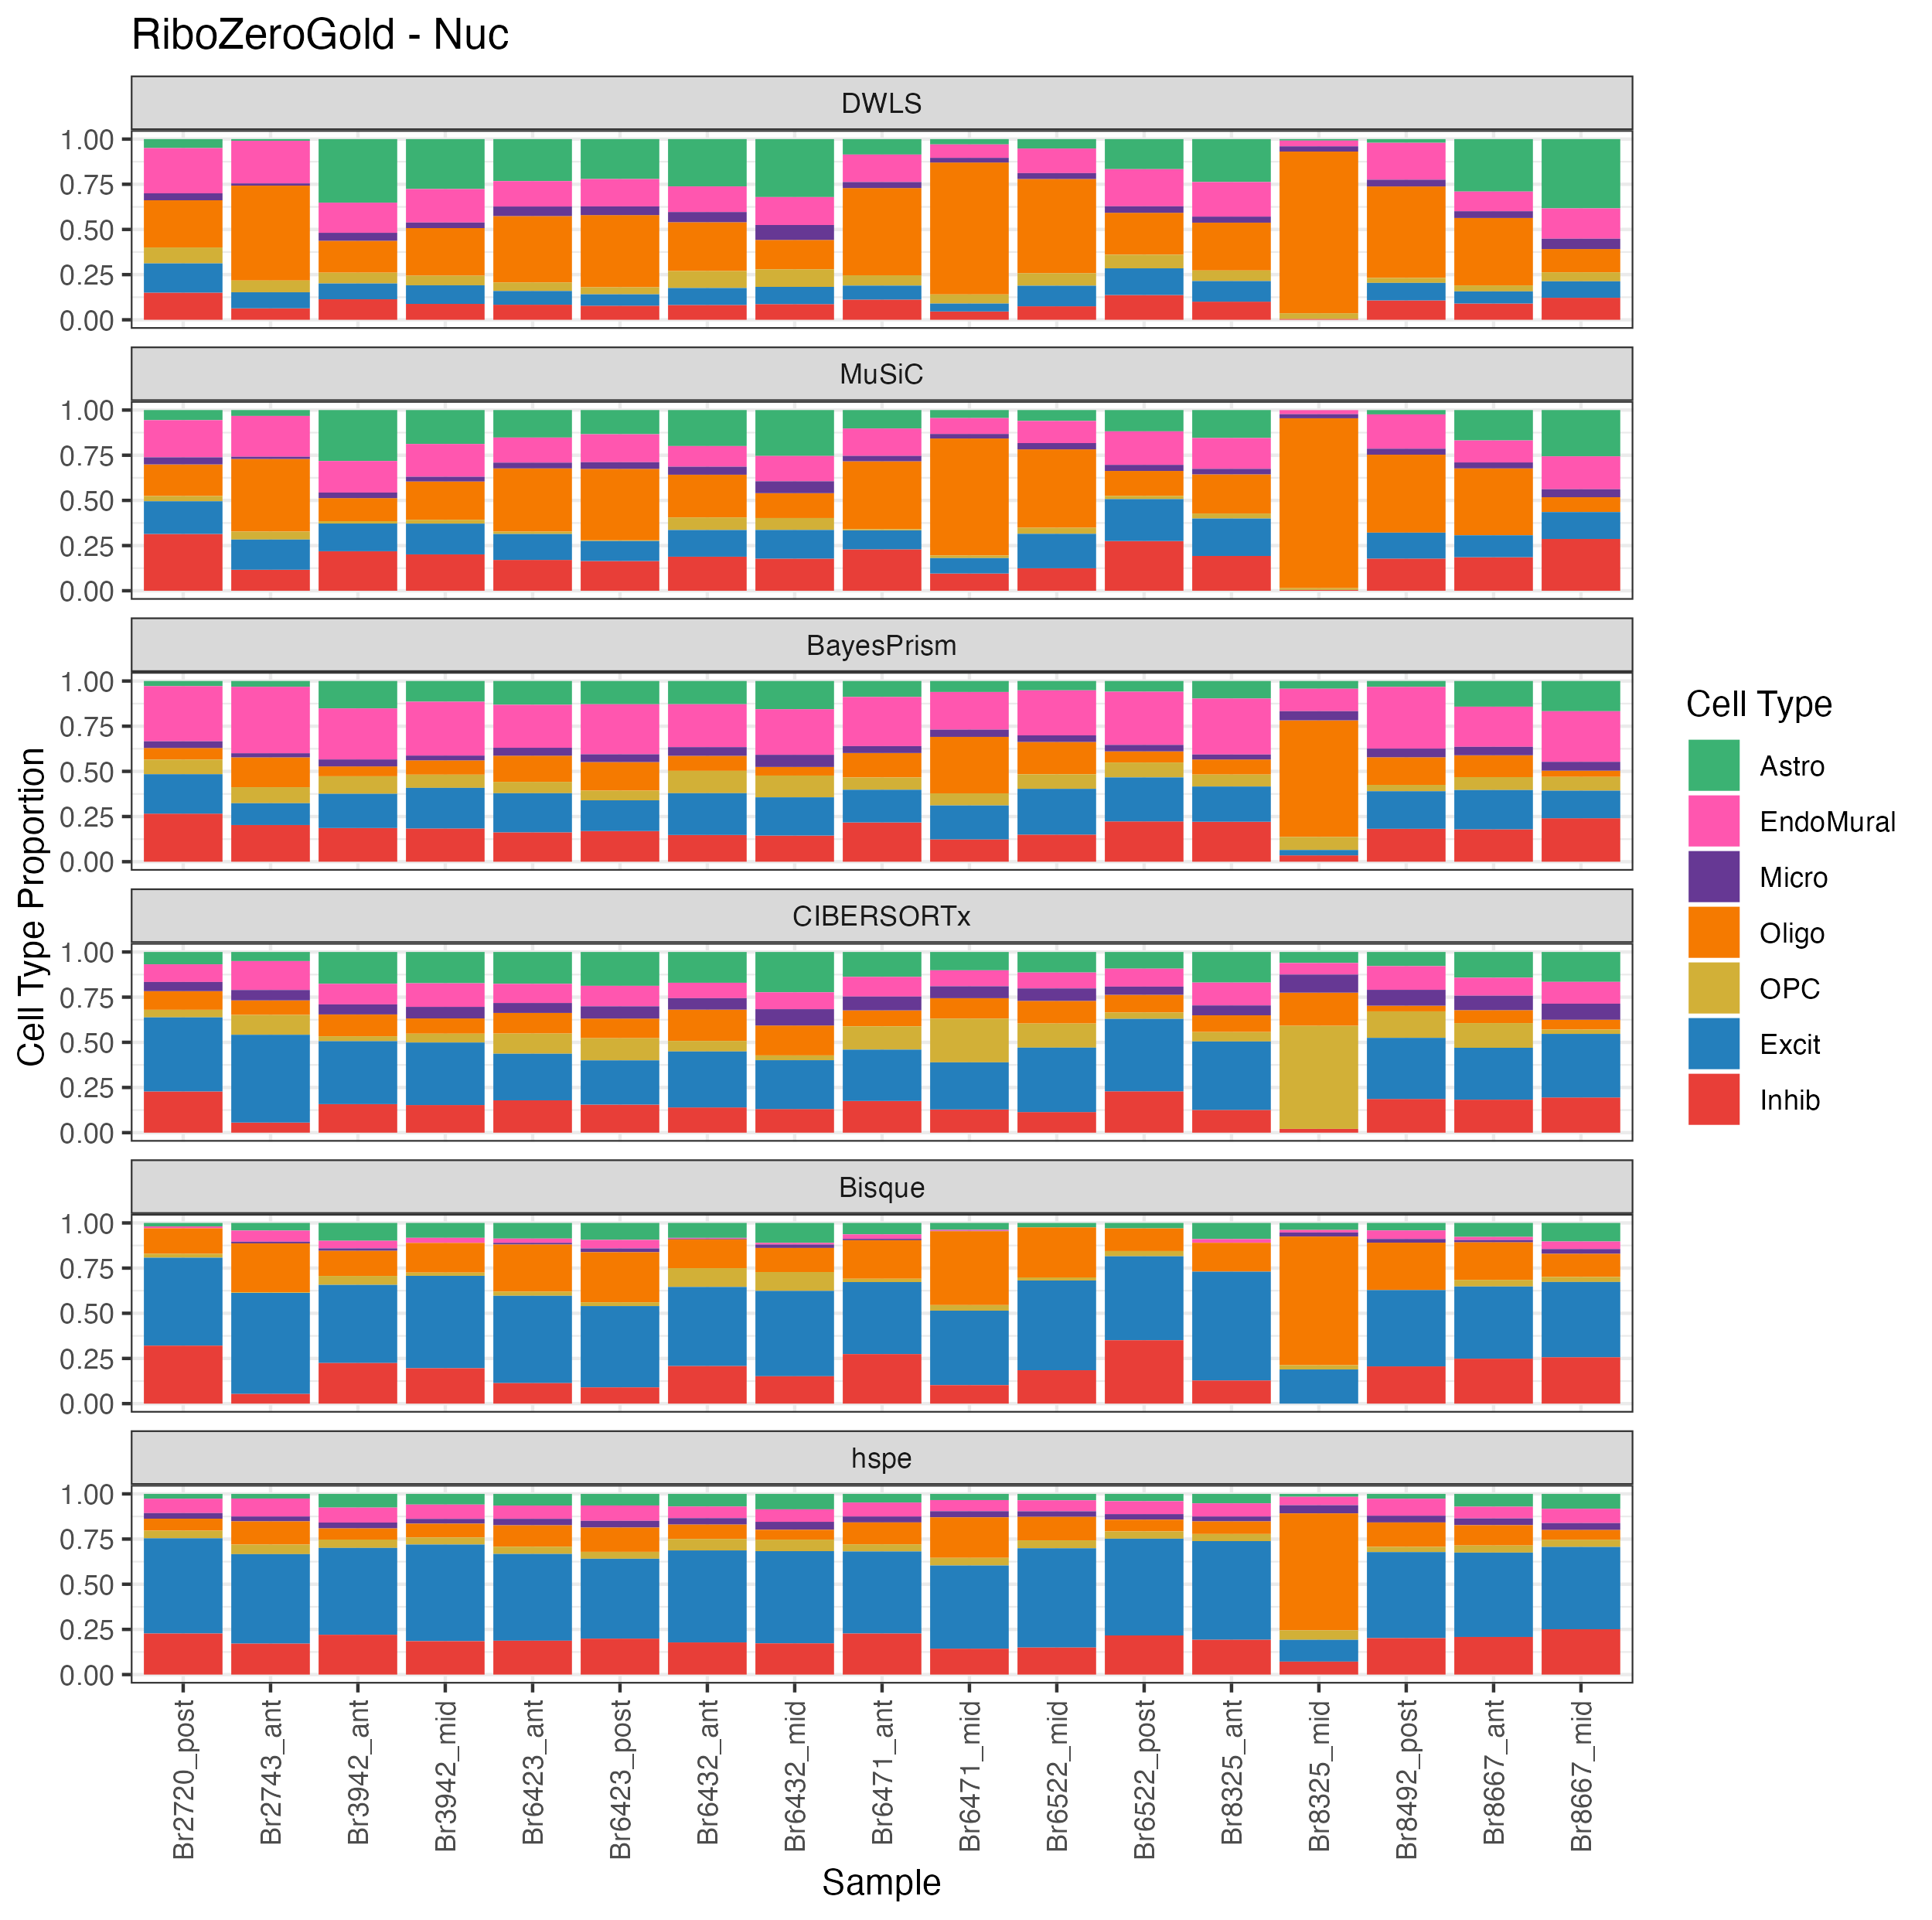 RiboZeroGold - Nuc
DWLS
1.00
0.75
0.50
0.25
0.00
MuSiC
1.00
0.75
0.50
0.25
0.00
BayesPrism
1.00
0.75
0.50
0.25
0.00
CIBERSORTx
1.00
0.75
0.50
0.25
0.00
Bisque
1.00
0.75
0.50
0.25
0.00
hspe
1.00
0.75
0.50
0.25
0.00
Cell Type Proportion
Br2720_post
Br2743_ant
Br3942_ant
Br3942_mid
Br6423_ant
Br6423_post
Br6432_ant
Br6432_mid
Br6471_ant
Br6471_mid
Br6522_mid
Br6522_post
Br8325_ant
Br8325_mid
Br8492_post
Br8667_ant
Br8667_mid
Sample
Cell Type
Astro
EndoMural
Micro
Oligo
OPC
Excit
Inhib